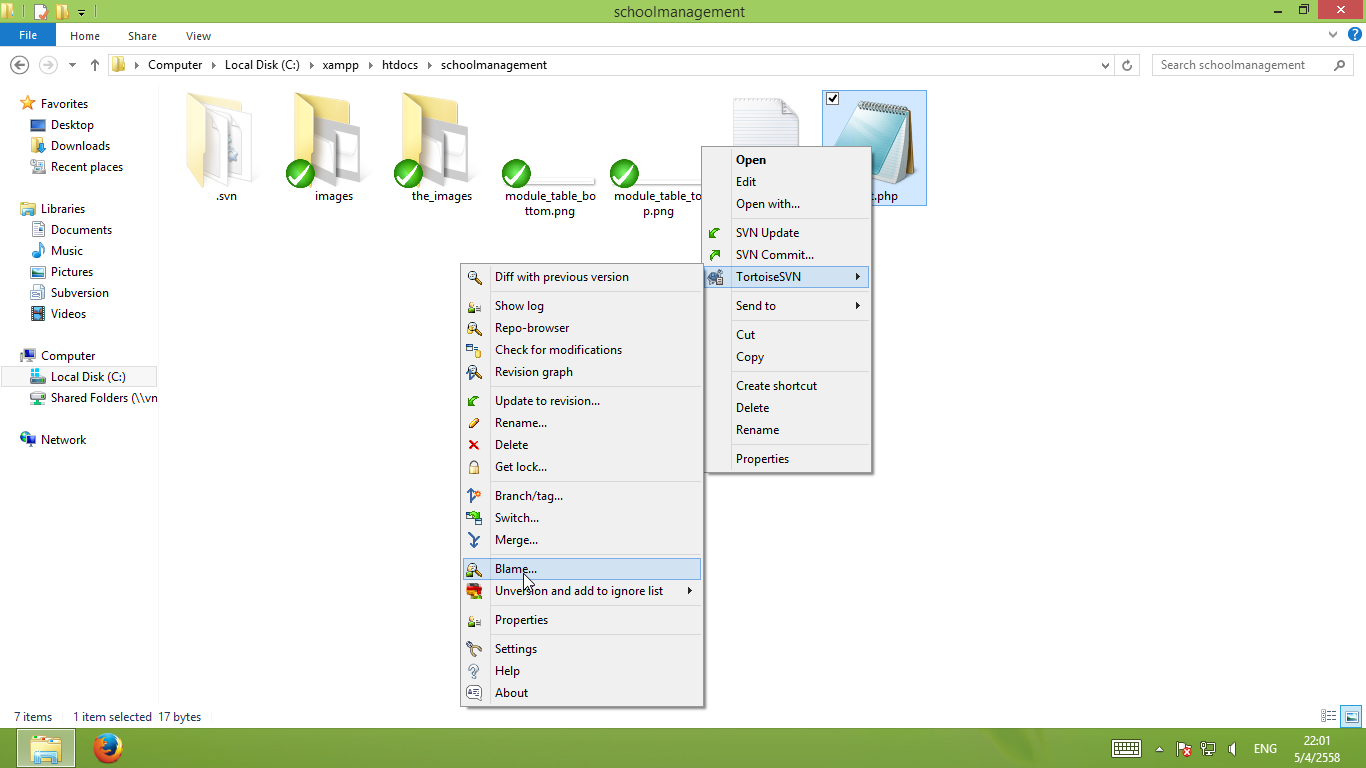 schoolmanagement
File Home Share View
Computer Local Disk (C:) xampp htdocs schoolmanagement
Search schoolmanagement
Favorites
Desktop
Downloads
Recent places
Libraries
Documents
Music
Pictures
Subversion
Videos
Computer
Local Disk (C:)
Shared Folders (\\vn
Network
.svn
images
the_images
module_table_bo
ttom.png
module_table_to
p.png
.php
Open
Edit
Open with...
SVN Update
SVN Commit...
TortoiseSVN
Send to
Cut
Copy
Create shortcut
Delete
Rename
Properties
Diff with previous version
Show log
Repo-browser
Check for modifications
Revision graph
Update to revision...
Rename...
Delete
Get lock...
Branch/tag...
Switch...
Merge...
Blame...
Unversion and add to ignore list
Properties
Settings
Help
About
7 items 1 item selected 17 bytes
ENG
22:01
5/4/2558